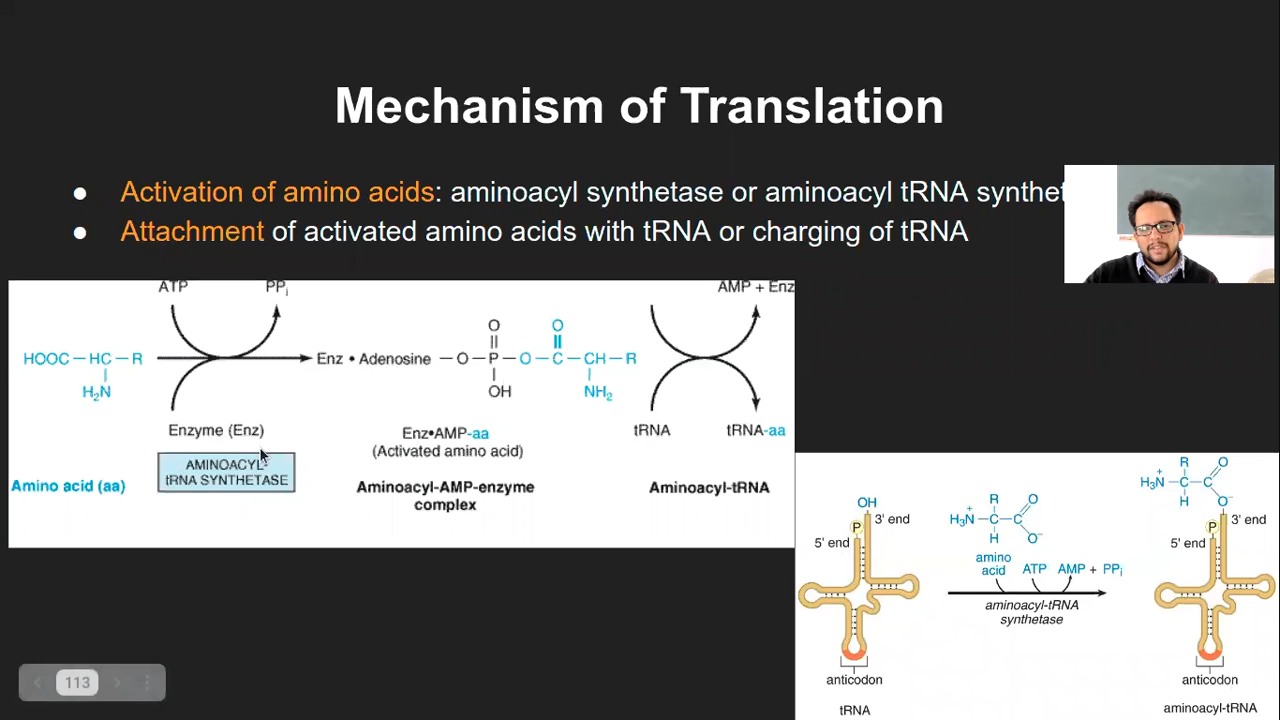 Mechanism of Translation
● Activation of amino acids: aminoacyl synthetase or aminoacyl tRNA synthet
● Attachment of activated amino acids with tRNA or charging of tRNA
ATP PPi AMP + Enz
O O
HOOC — HC — R Enz • Adenosine — O — P — O — C — CH — R
H₂N OH NH₂
Enzyme (Enz) Enz•AMP-aa tRNA tRNA-aa
(Activated amino acid)
AMINOACYL-
tRNA SYNTHETASE
Amino acid (aa) Aminoacyl-AMP-enzyme Aminoacyl-tRNA
complex
R O
H₃N⁺ — C — C
H O⁻
OH
P 3' end
5' end
R O
H₃N⁺ — C — C
H O⁻
amino
acid
ATP AMP + PPi
aminoacyl-tRNA
synthetase
P 3' end
5' end
anticodon anticodon
tRNA aminoacyl-tRNA
113